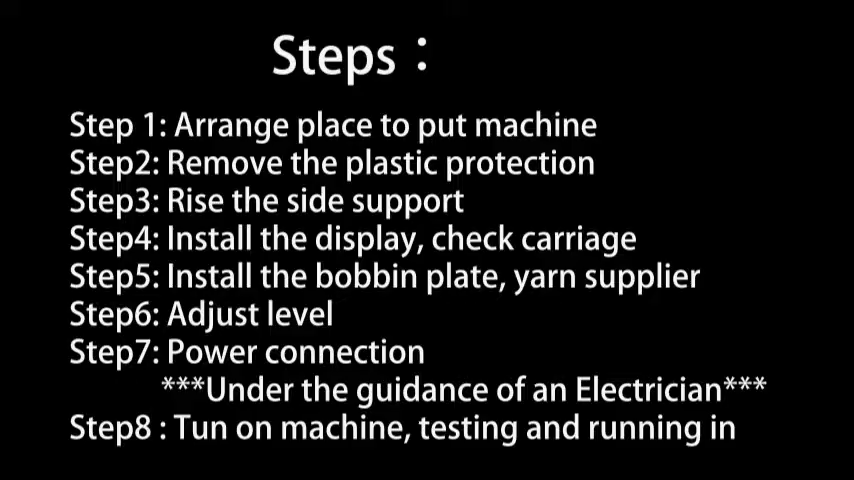 Steps：
Step 1: Arrange place to put machine
Step2: Remove the plastic protection
Step3: Rise the side support
Step4: Install the display, check carriage
Step5: Install the bobbin plate, yarn supplier
Step6: Adjust level
Step7: Power connection
***Under the guidance of an Electrician***
Step8 : Tun on machine, testing and running in